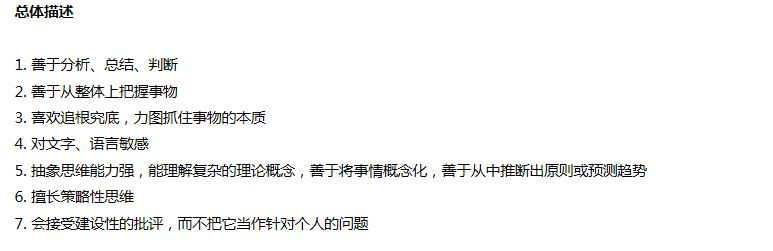 总体描述
1. 善于分析、总结、判断
2. 善于从整体上把握事物
3. 喜欢追根究底，力图抓住事物的本质
4. 对文字、语言敏感
5. 抽象思维能力强，能理解复杂的理论概念，善于将事情概念化，善于从中推断出原则或预测趋势
6. 擅长策略性思维
7. 会接受建设性的批评，而不把它当作针对个人的问题